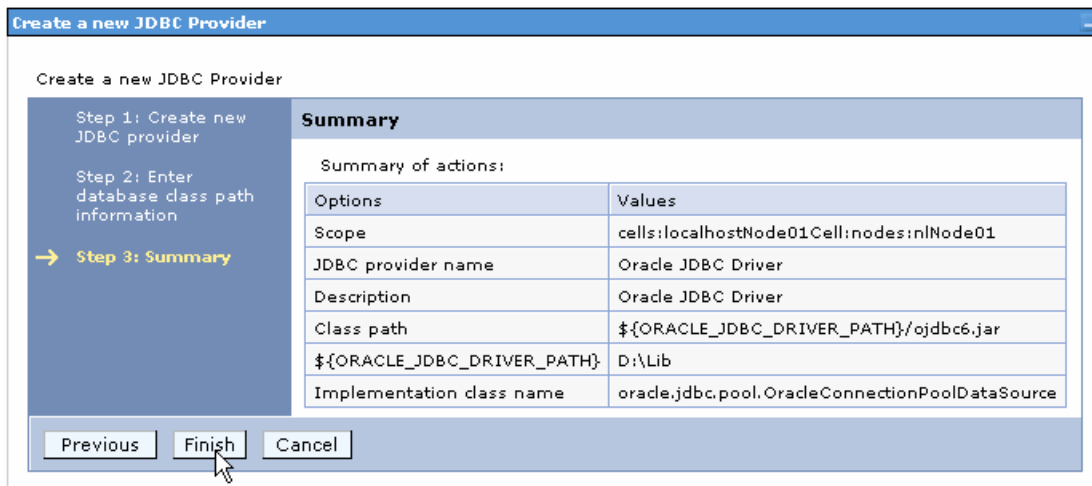 Create a new JDBC Provider
Create a new JDBC Provider
Step 1: Create new
JDBC provider
Step 2: Enter
database class path
information
Step 3: Summary
Summary
Summary of actions:
Options Values
Scope cells:localhostNode01Cell:nodes:nlNode01
JDBC provider name Oracle JDBC Driver
Description Oracle JDBC Driver
Class path ${ORACLE_JDBC_DRIVER_PATH}/ojdbc6.jar
${ORACLE_JDBC_DRIVER_PATH} D:\Lib
Implementation class name oracle.jdbc.pool.OracleConnectionPoolDataSource
Previous Finish Cancel